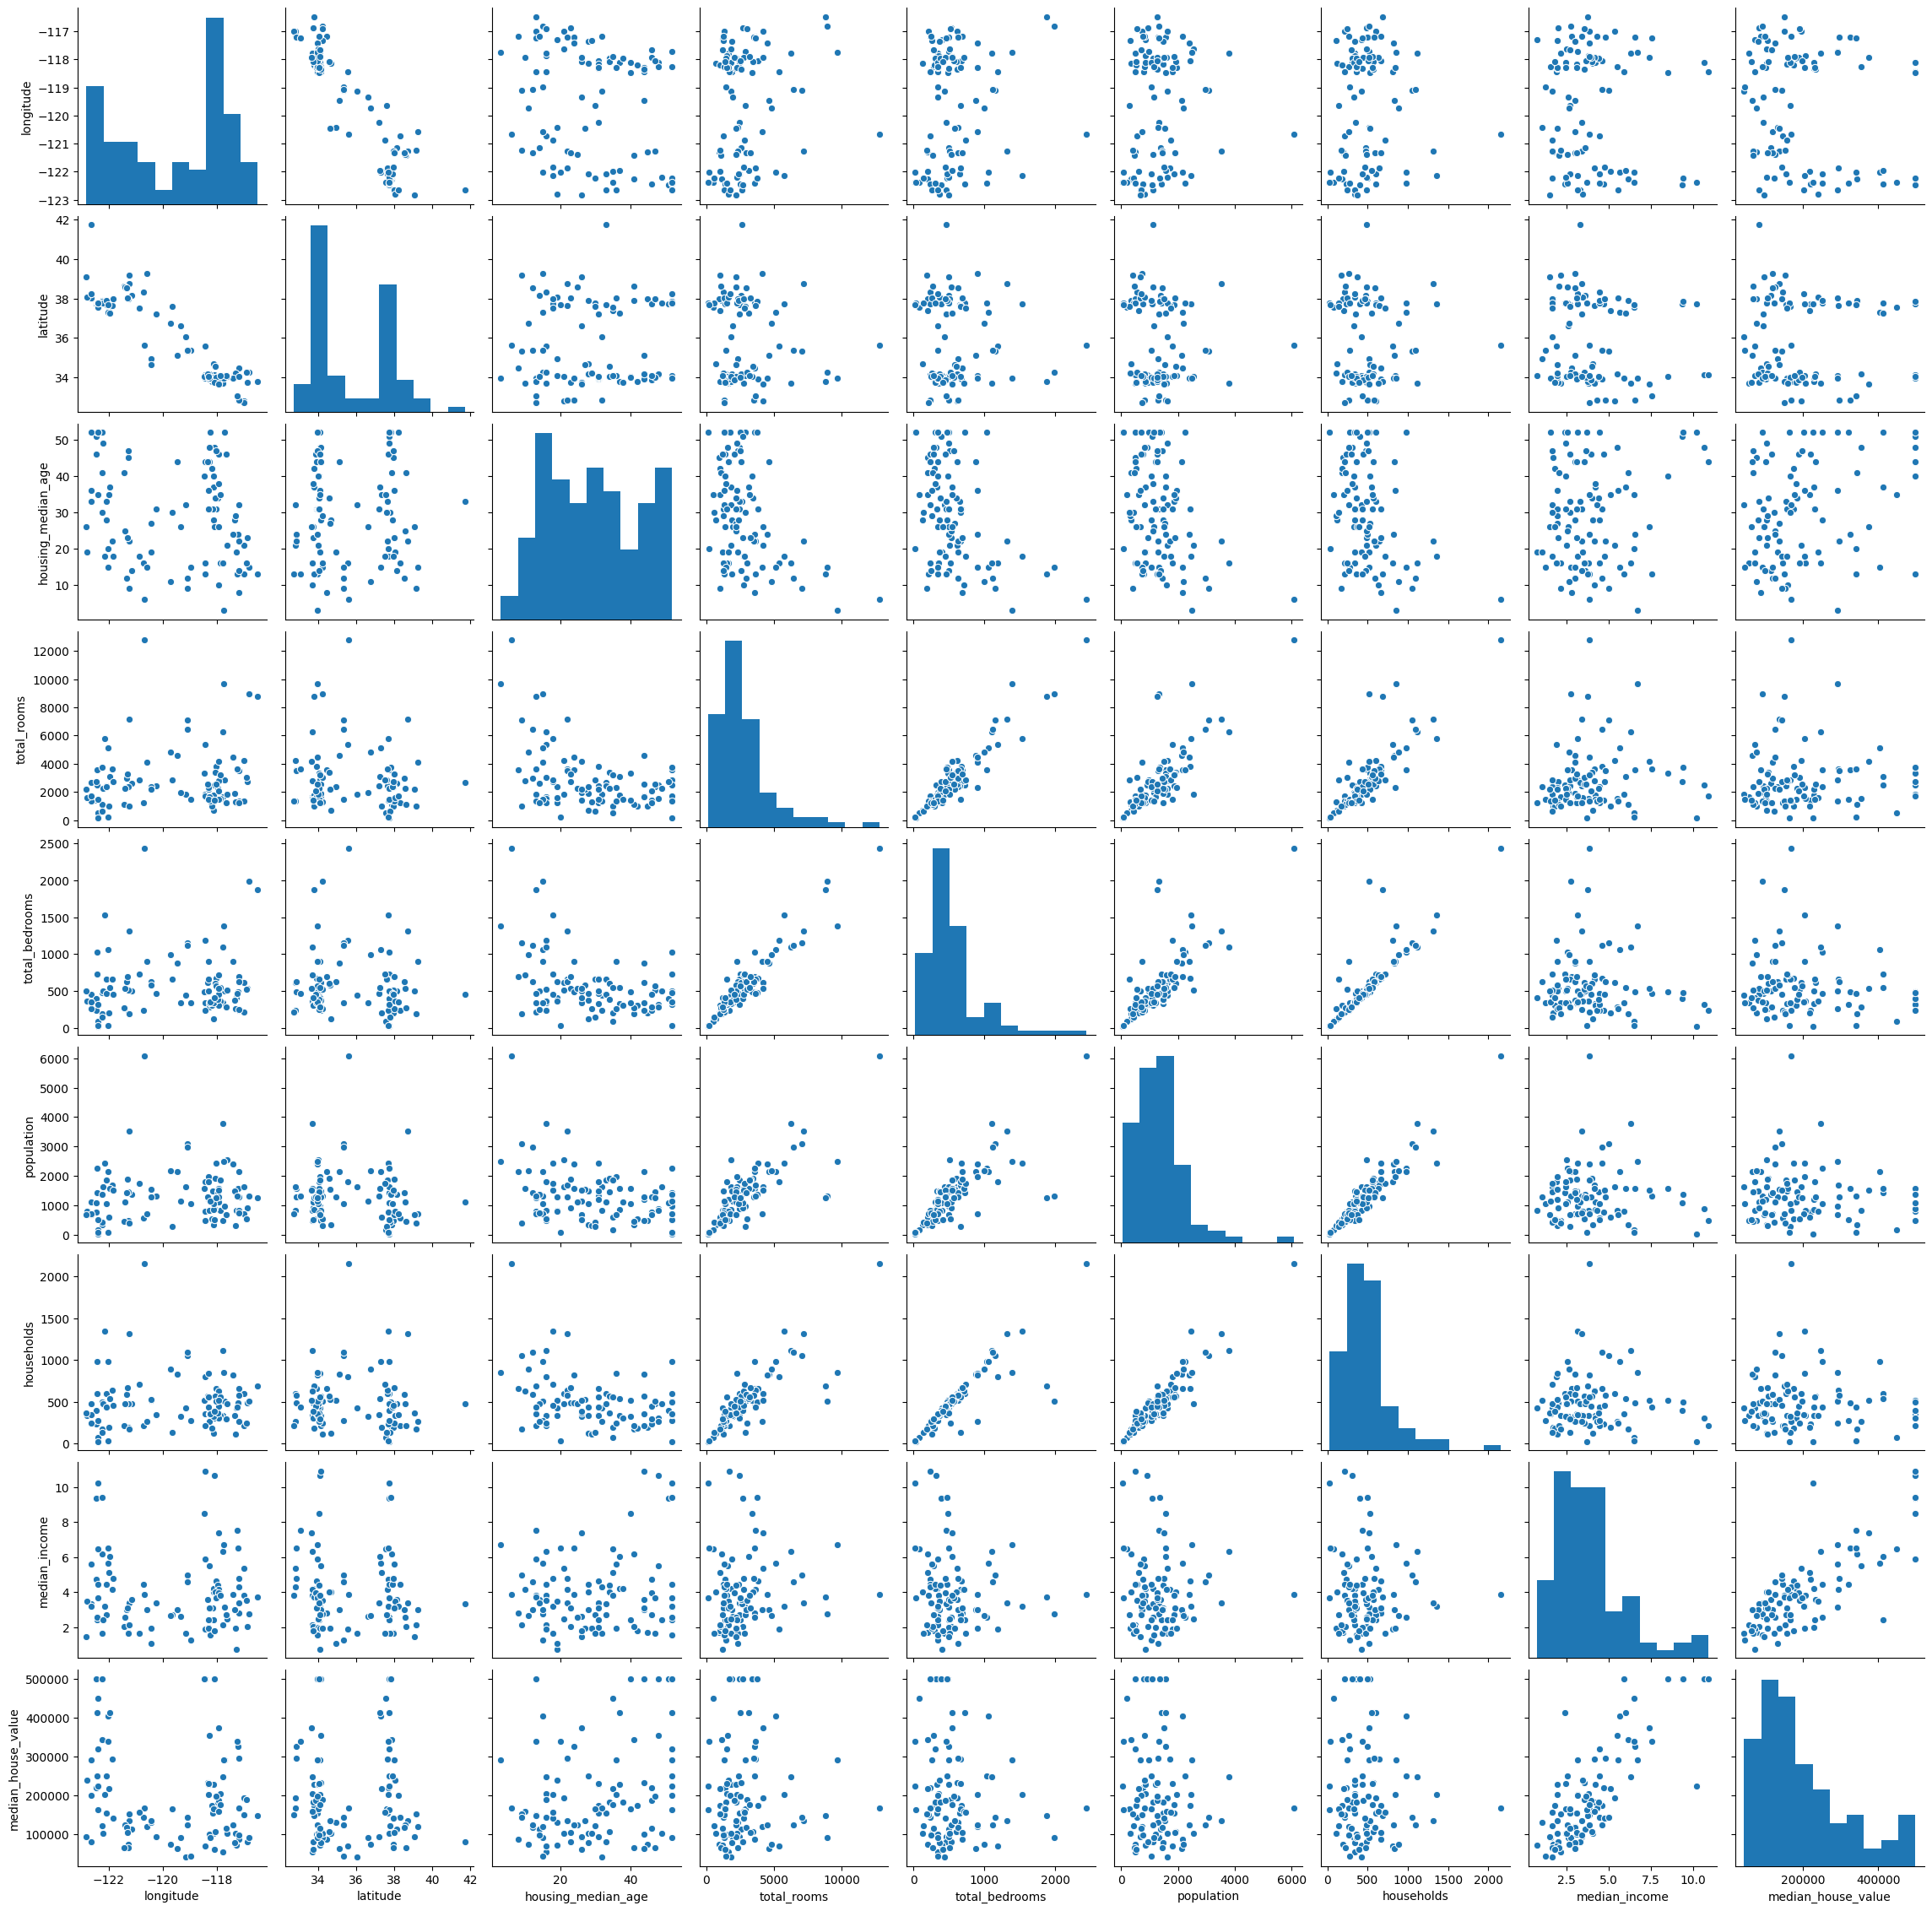 −117
−118
−119
−120
−121
−122
−123
longitude
42
40
38
36
34
latitude
50
40
30
20
10
housing_median_age
12000
10000
8000
6000
4000
2000
0
total_rooms
2500
2000
1500
1000
500
0
total_bedrooms
6000
5000
4000
3000
2000
1000
0
population
2000
1500
1000
500
0
households
10
8
6
4
2
median_income
500000
400000
300000
200000
100000
median_house_value
−122 −120 −118
longitude
34 36 38 40 42
latitude
20 40
housing_median_age
0 5000 10000
total_rooms
0 1000 2000
total_bedrooms
0 2000 4000 6000
population
0 500 1000 1500 2000
households
2.5 5.0 7.5 10.0
median_income
200000 400000
median_house_value